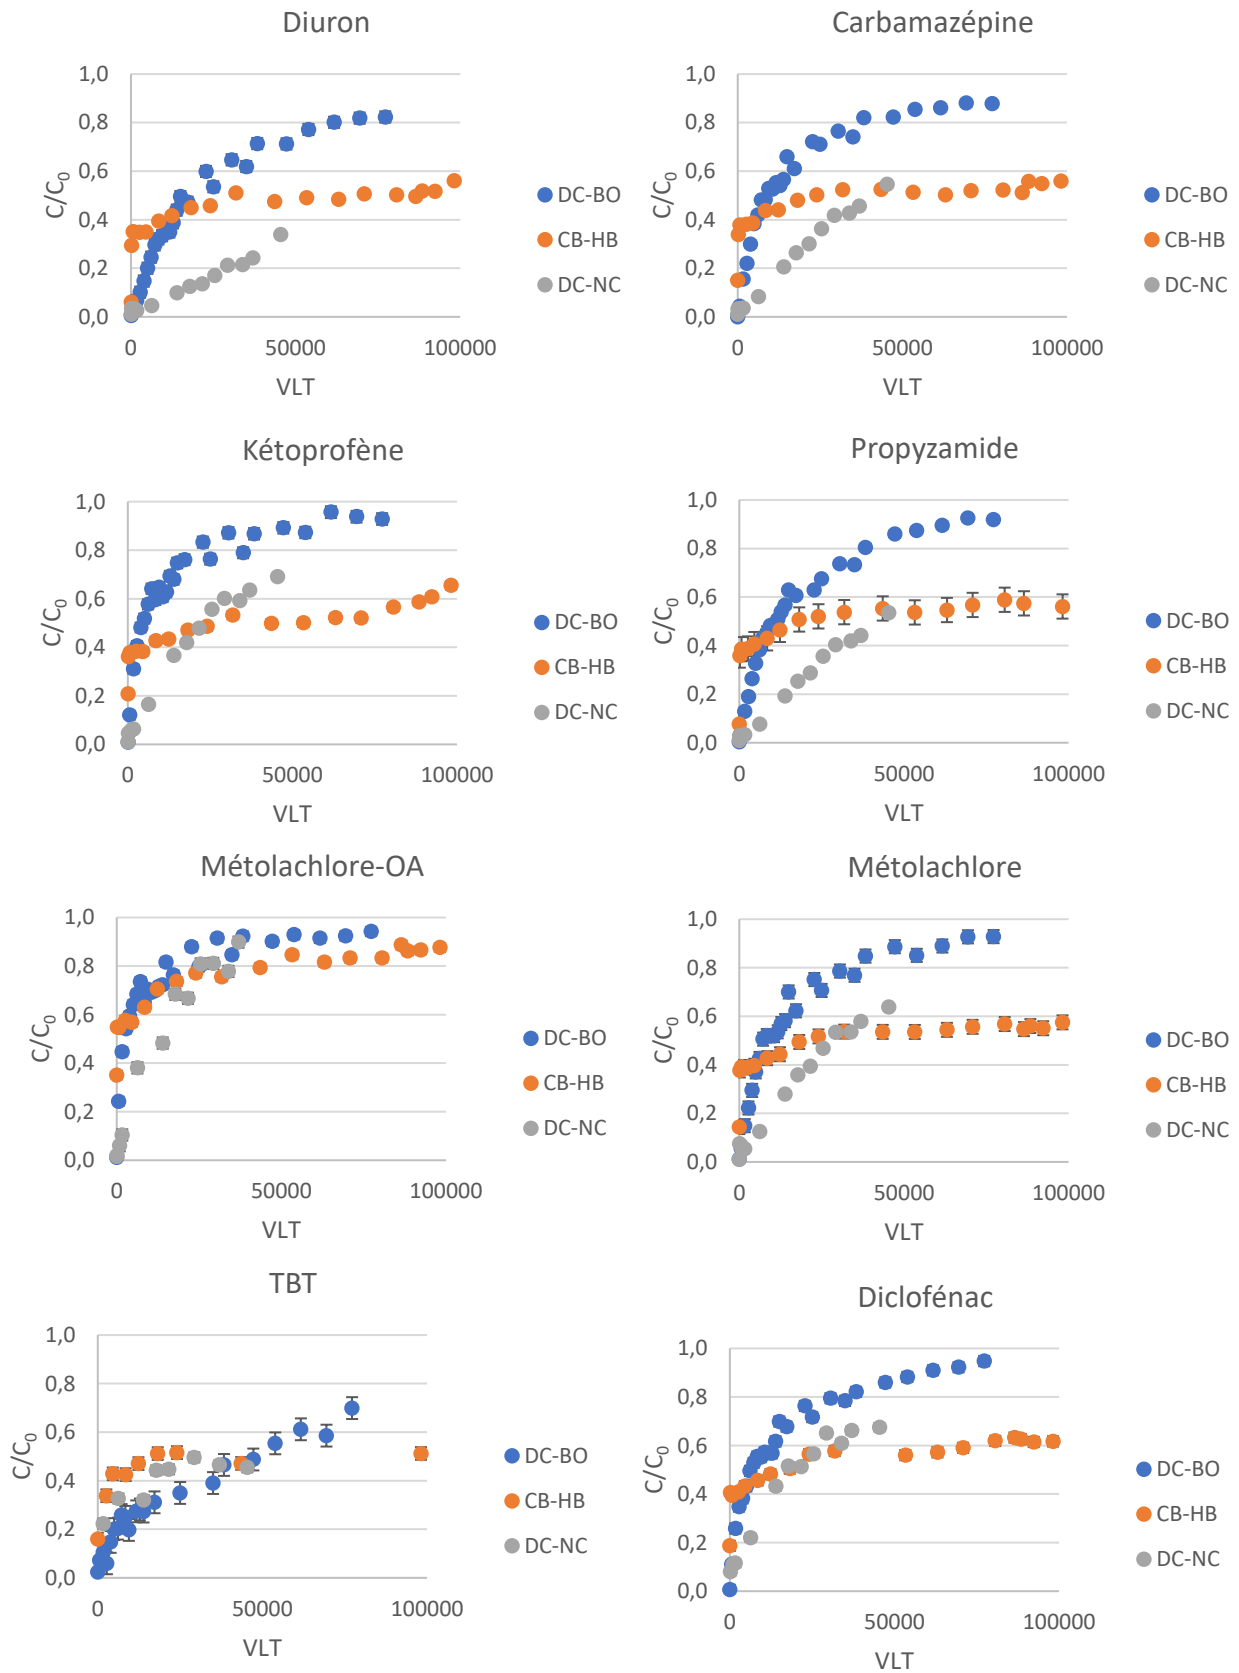 Diuron
1,0
0,8
0,6
0,4
0,2
0,0
C/C₀
0 50000 100000
VLT
DC-BO
CB-HB
DC-NC
Carbamazépine
1,0
0,8
0,6
0,4
0,2
0,0
C/C₀
0 50000 100000
VLT
DC-BO
CB-HB
DC-NC
Kétoprofène
1,0
0,8
0,6
0,4
0,2
0,0
C/C₀
0 50000 100000
VLT
DC-BO
CB-HB
DC-NC
Propyzamide
1,0
0,8
0,6
0,4
0,2
0,0
C/C₀
0 50000 100000
VLT
DC-BO
CB-HB
DC-NC
Métolachlore-OA
1,0
0,8
0,6
0,4
0,2
0,0
C/C₀
0 50000 100000
VLT
DC-BO
CB-HB
DC-NC
Métolachlore
1,0
0,8
0,6
0,4
0,2
0,0
C/C₀
0 50000 100000
VLT
DC-BO
CB-HB
DC-NC
TBT
1,0
0,8
0,6
0,4
0,2
0,0
C/C₀
0 50000 100000
VLT
DC-BO
CB-HB
DC-NC
Diclofénac
1,0
0,8
0,6
0,4
0,2
0,0
C/C₀
0 50000 100000
VLT
DC-BO
CB-HB
DC-NC